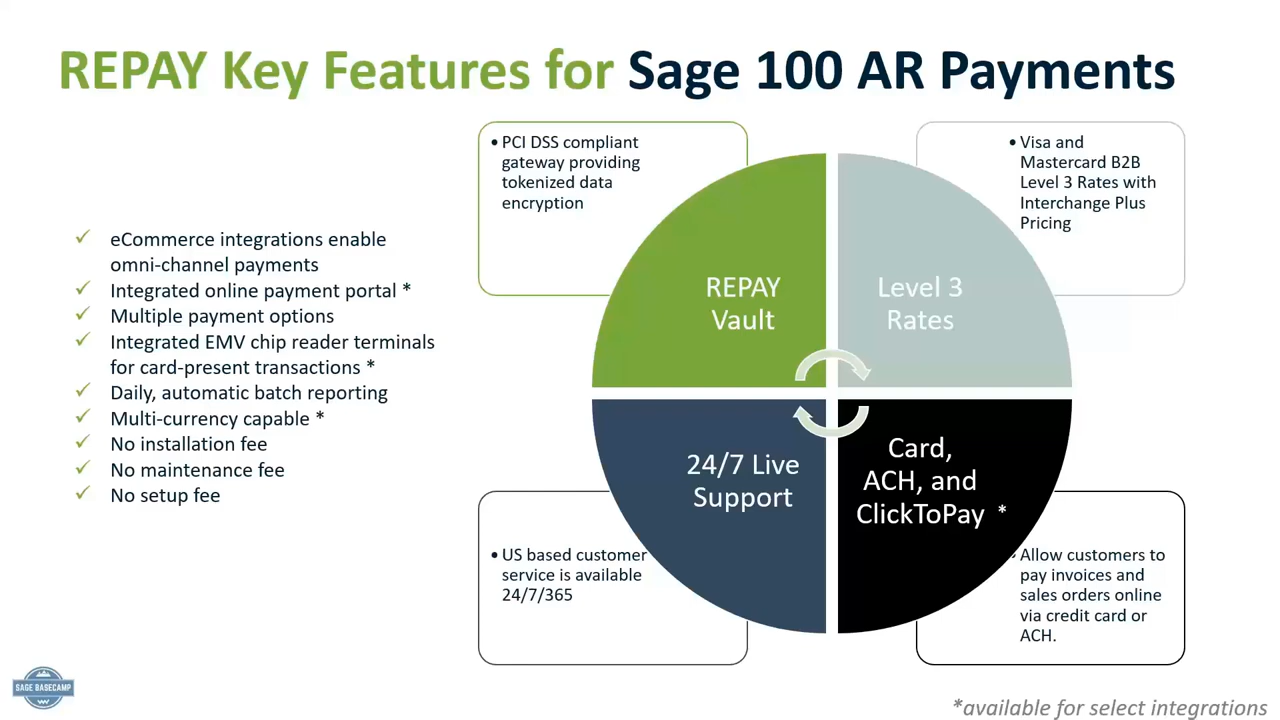 REPAY Key Features for Sage 100 AR Payments
✓ eCommerce integrations enable
omni-channel payments
✓ Integrated online payment portal *
✓ Multiple payment options
✓ Integrated EMV chip reader terminals
for card-present transactions *
✓ Daily, automatic batch reporting
✓ Multi-currency capable *
✓ No installation fee
✓ No maintenance fee
✓ No setup fee
• PCI DSS compliant
gateway providing
tokenized data
encryption
REPAY
Vault
• Visa and
Mastercard B2B
Level 3 Rates with
Interchange Plus
Pricing
Level 3
Rates
24/7 Live
Support
• US based customer
service is available
24/7/365
Card,
ACH, and
ClickToPay *
• Allow customers to
pay invoices and
sales orders online
via credit card or
ACH.
SAGE BASECAMP
*available for select integrations